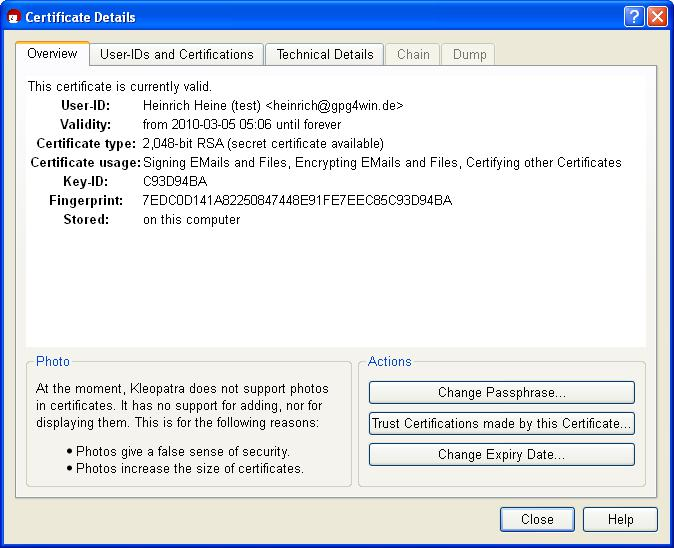 Certificate Details
Overview
User-IDs and Certifications
Technical Details
Chain
Dump
This certificate is currently valid.
User-ID: Heinrich Heine (test) <heinrich@gpg4win.de>
Validity: from 2010-03-05 05:06 until forever
Certificate type: 2,048-bit RSA (secret certificate available)
Certificate usage: Signing EMails and Files, Encrypting EMails and Files, Certifying other Certificates
Key-ID: C93D94BA
Fingerprint: 7EDC0D141A82250847448E91FE7EEC85C93D94BA
Stored: on this computer
Photo
At the moment, Kleopatra does not support photos
in certificates. It has no support for adding, nor for
displaying them. This is for the following reasons:
• Photos give a false sense of security.
• Photos increase the size of certificates.
Actions
Change Passphrase...
Trust Certifications made by this Certificate...
Change Expiry Date...
Close
Help